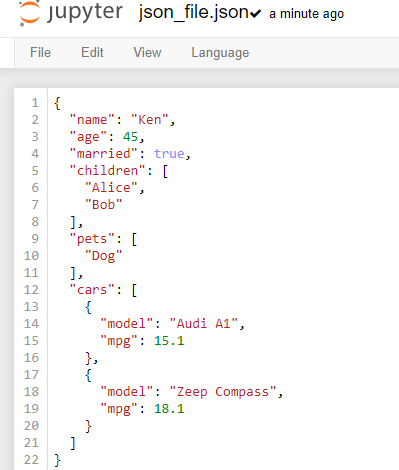 jupyter json_file.json✔ a minute ago
File Edit View Language
1 {
2   "name": "Ken",
3   "age": 45,
4   "married": true,
5   "children": [
6     "Alice",
7     "Bob"
8   ],
9   "pets": [
10     "Dog"
11   ],
12   "cars": [
13     {
14       "model": "Audi A1",
15       "mpg": 15.1
16     },
17     {
18       "model": "Zeep Compass",
19       "mpg": 18.1
20     }
21   ]
22 }